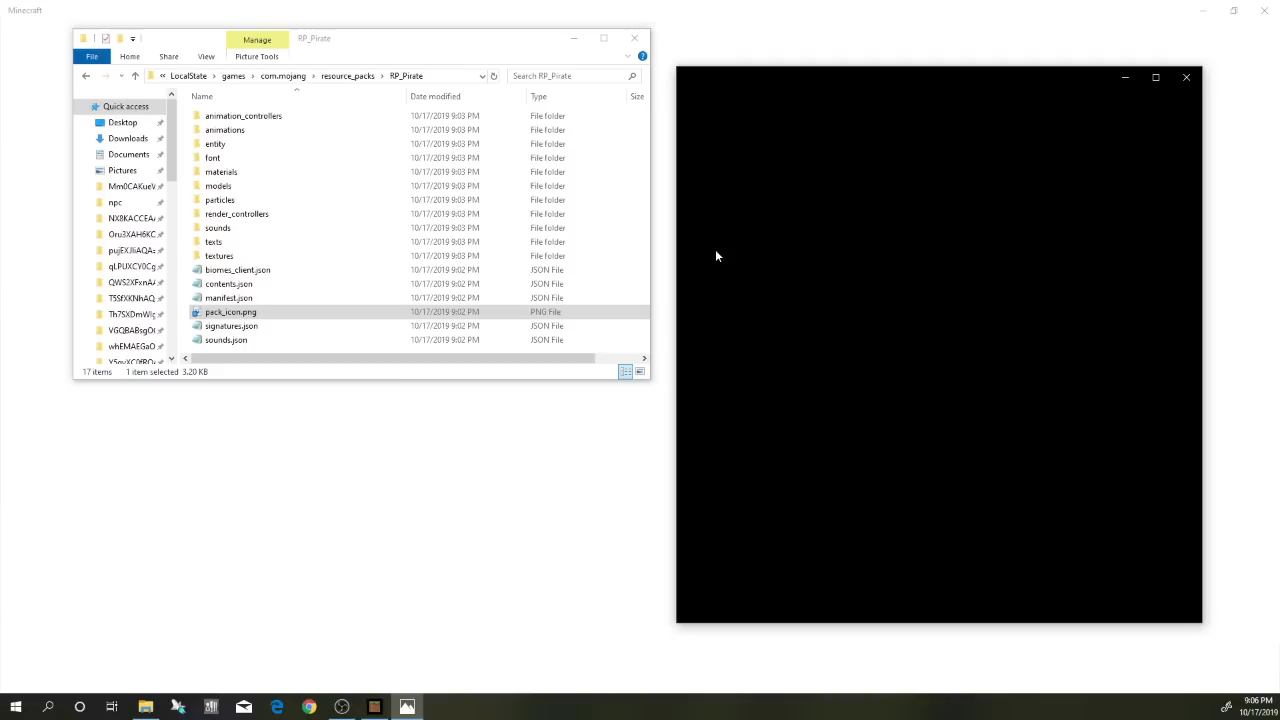 Minecraft
Manage
RP_Pirate
File
Home
Share
View
Picture Tools
« LocalState > games > com.mojang > resource_packs > RP_Pirate
Search RP_Pirate
Name
Date modified
Type
Size
Quick access
Desktop
Downloads
Documents
Pictures
npc
animation_controllers 10/17/2019 9:03 PM File folder
animations 10/17/2019 9:03 PM File folder
entity 10/17/2019 9:03 PM File folder
font 10/17/2019 9:03 PM File folder
materials 10/17/2019 9:03 PM File folder
models 10/17/2019 9:03 PM File folder
particles 10/17/2019 9:03 PM File folder
render_controllers 10/17/2019 9:03 PM File folder
sounds 10/17/2019 9:03 PM File folder
texts 10/17/2019 9:03 PM File folder
textures 10/17/2019 9:03 PM File folder
biomes_client.json 10/17/2019 9:02 PM JSON File
contents.json 10/17/2019 9:02 PM JSON File
manifest.json 10/17/2019 9:02 PM JSON File
pack_icon.png 10/17/2019 9:02 PM PNG File
signatures.json 10/17/2019 9:02 PM JSON File
sounds.json 10/17/2019 9:02 PM JSON File
17 items
1 item selected 3.20 KB
9:06 PM
10/17/2019